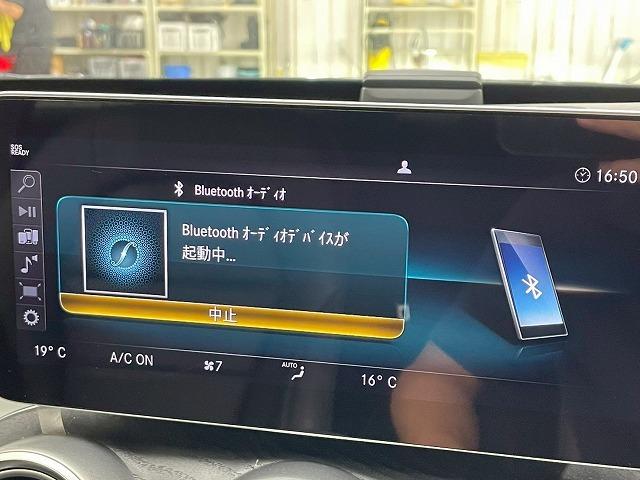 SOS
READY
16:50
Bluetooth ｵｰﾃﾞｨｵ
Bluetooth ｵｰﾃﾞｨｵﾃﾞﾊﾞｲｽが
起動中...
中止
19°C
A/C ON
7
AUTO
16°C